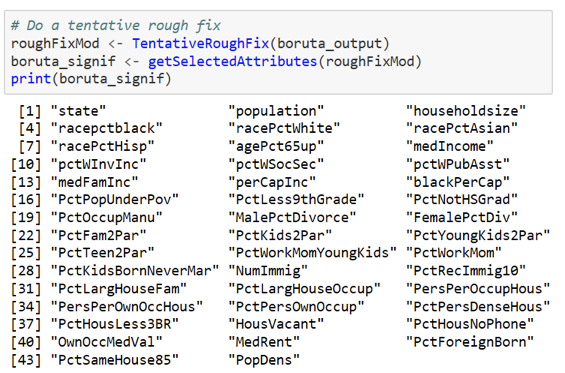 # Do a tentative rough fix
roughFixMod <- TentativeRoughFix(boruta_output)
boruta_signif <- getSelectedAttributes(roughFixMod)
print(boruta_signif)
[1] "state" "population" "householdsize"
[4] "racepctblack" "racePctWhite" "racePctAsian"
[7] "racePctHisp" "agePct65up" "medIncome"
[10] "pctWInvInc" "pctWSocSec" "pctWPubAsst"
[13] "medFamInc" "perCapInc" "blackPerCap"
[16] "PctPopUnderPov" "PctLess9thGrade" "PctNotHSGrad"
[19] "PctOccupManu" "MalePctDivorce" "FemalePctDiv"
[22] "PctFam2Par" "PctKids2Par" "PctYoungKids2Par"
[25] "PctTeen2Par" "PctWorkMomYoungKids" "PctWorkMom"
[28] "PctKidsBornNeverMar" "NumImmig" "PctRecImmig10"
[31] "PctLargHouseFam" "PctLargHouseOccup" "PersPerOccupHous"
[34] "PersPerOwnOccHous" "PctPersOwnOccup" "PctPersDenseHous"
[37] "PctHousLess3BR" "HousVacant" "PctHousNoPhone"
[40] "OwnOccMedVal" "MedRent" "PctForeignBorn"
[43] "PctSameHouse85" "PopDens"